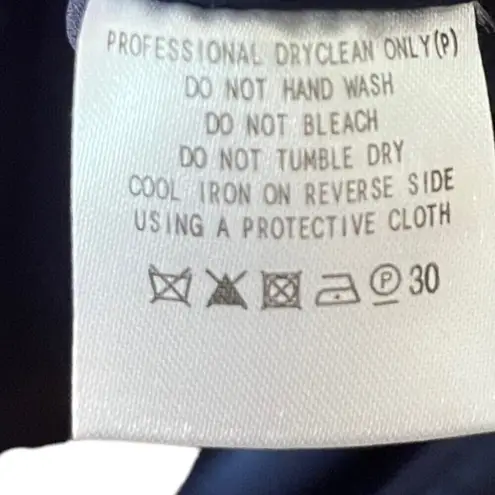 PROFESSIONAL DRYCLEAN ONLY(P)
DO NOT HAND WASH
DO NOT BLEACH
DO NOT TUMBLE DRY
COOL IRON ON REVERSE SIDE
USING A PROTECTIVE CLOTH
P 30